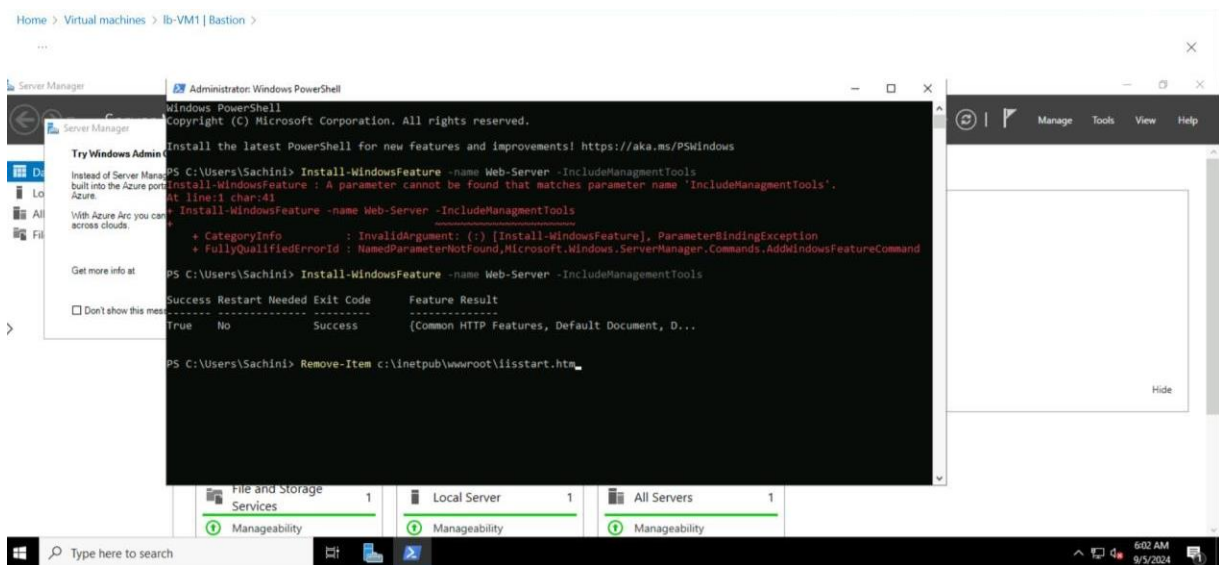 Home > Virtual machines > lb-VM1 | Bastion >
...
Server Manager
Administrator: Windows PowerShell
Manage Tools View Help
Server Manager
Try Windows Admin
Instead of Server Manag
built into the Azure porta
Azure.
With Azure Arc you can
across clouds.
Get more info at
Don't show this mess
Windows PowerShell
Copyright (C) Microsoft Corporation. All rights reserved.
Install the latest PowerShell for new features and improvements! https://aka.ms/PSWindows
PS C:\Users\Sachini> Install-WindowsFeature -name Web-Server -IncludeManagmentTools
Install-WindowsFeature : A parameter cannot be found that matches parameter name 'IncludeManagmentTools'.
At line:1 char:41
+ Install-WindowsFeature -name Web-Server -IncludeManagmentTools
+ ~~~~~~~~~~~~~~~~~~~~~~
+ CategoryInfo : InvalidArgument: (:) [Install-WindowsFeature], ParameterBindingException
+ FullyQualifiedErrorId : NamedParameterNotFound,Microsoft.Windows.ServerManager.Commands.AddWindowsFeatureCommand
PS C:\Users\Sachini> Install-WindowsFeature -name Web-Server -IncludeManagementTools
Success Restart Needed Exit Code Feature Result
------- -------------- --------- --------------
True No Success {Common HTTP Features, Default Document, D...
PS C:\Users\Sachini> Remove-Item c:\inetpub\wwwroot\iisstart.htm
Hide
File and Storage
Services
1
Local Server 1
All Servers 1
Manageability
Manageability
Manageability
Type here to search
6:02 AM
9/5/2024